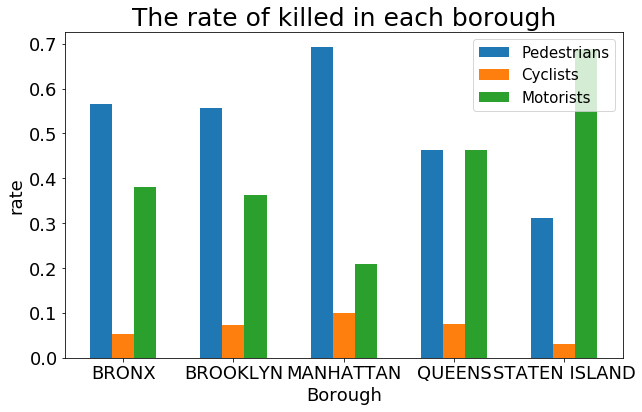 The rate of killed in each borough
Pedestrians
Cyclists
Motorists
0.7
0.6
0.5
0.4
0.3
0.2
0.1
0.0
rate
BRONX BROOKLYN MANHATTAN QUEENS STATEN ISLAND
Borough